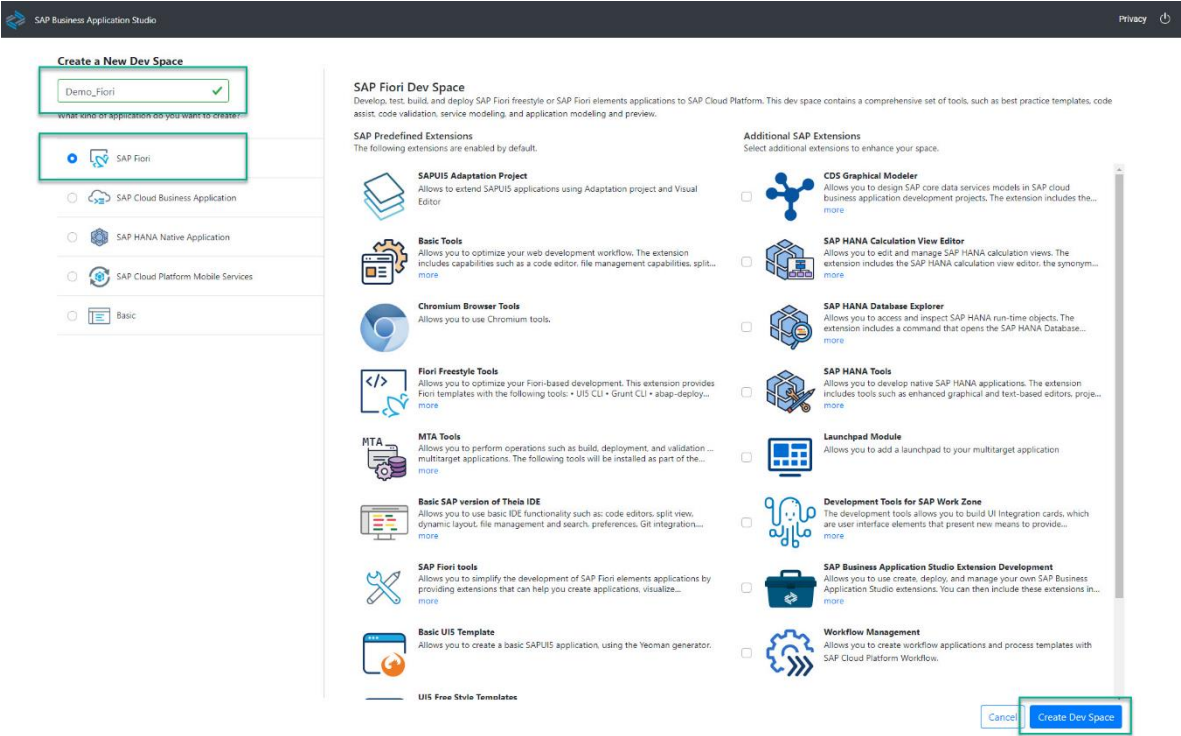 SAP Business Application Studio
Privacy
Create a New Dev Space
Demo_Fiori
What kind of application do you want to create?
SAP Fiori
SAP Cloud Business Application
SAP HANA Native Application
SAP Cloud Platform Mobile Services
Basic
SAP Fiori Dev Space
Develop, test, build, and deploy SAP Fiori freestyle or SAP Fiori elements applications to SAP Cloud Platform. This dev space contains a comprehensive set of tools, such as best practice templates, code
assist, code validation, service modeling, and application modeling and preview.
SAP Predefined Extensions
The following extensions are enabled by default.
SAPUI5 Adaptation Project
Allows to extend SAPUI5 applications using Adaptation project and Visual
Editor
Basic Tools
Allows you to optimize your web development workflow. The extension
includes capabilities such as a code editor, file management capabilities, split...
more
Chromium Browser Tools
Allows you to use Chromium tools.
Fiori Freestyle Tools
Allows you to optimize your Fiori-based development. This extension provides
Fiori templates with the following tools: • UI5 CLI • Grunt CLI • abap-deploy...
more
MTA
MTA Tools
Allows you to perform operations such as build, deployment, and validation ...
multitarget applications. The following tools will be installed as part of the...
more
Basic SAP version of Theia IDE
Allows you to use basic IDE functionality such as: code editors, split view,
dynamic layout, file management and search, preferences, Git integration....
more
SAP Fiori tools
Allows you to simplify the development of SAP Fiori elements applications by
providing extensions that can help you create applications, visualize...
more
Basic UI5 Template
Allows you to create a basic SAPUI5 application, using the Yeoman generator.
UI5 Free Style Templates
Additional SAP Extensions
Select additional extensions to enhance your space.
CDS Graphical Modeler
Allows you to design SAP core data services models in SAP cloud
business application development projects. The extension includes the...
more
SAP HANA Calculation View Editor
Allows you to edit and manage SAP HANA calculation views. The
extension includes the SAP HANA calculation view editor, the synonym...
more
SAP HANA Database Explorer
Allows you to access and inspect SAP HANA run-time objects. The
extension includes a command that opens the SAP HANA Database...
more
SAP HANA Tools
Allows you to develop native SAP HANA applications. The extension
includes tools such as enhanced graphical and text-based editors, proje...
more
Launchpad Module
Allows you to add a launchpad to your multitarget application
Development Tools for SAP Work Zone
The development tools allows you to build UI Integration cards, which
are user interface elements that present new means to provide...
more
SAP Business Application Studio Extension Development
Allows you to use create, deploy, and manage your own SAP Business
Application Studio extensions. You can then include these extensions in...
more
Workflow Management
Allows you to create workflow applications and process templates with
SAP Cloud Platform Workflow.
Cancel
Create Dev Space